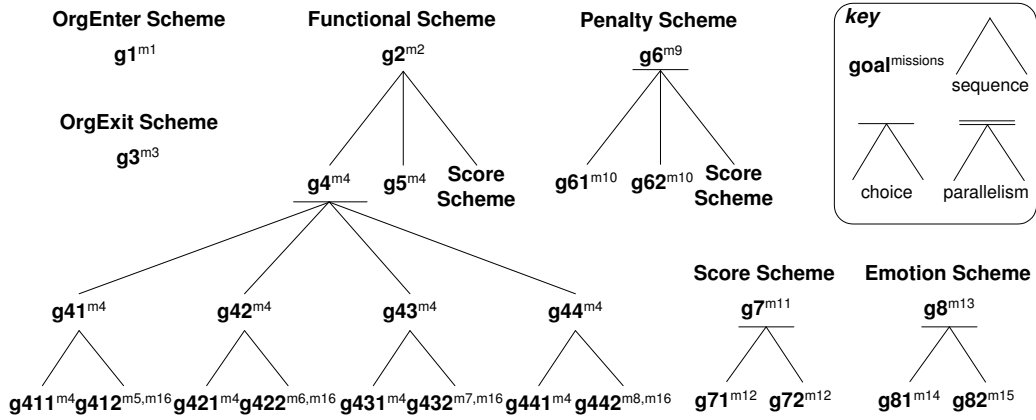 OrgEnter Scheme
g1m1
OrgExit Scheme
g3m3
Functional Scheme
g2m2
g4m4 g5m4 Score Scheme
g41m4 g42m4 g43m4 g44m4
g411m4 g412m5,m16 g421m4 g422m6,m16 g431m4 g432m7,m16 g441m4 g442m8,m16
Penalty Scheme
g6m9
g61m10 g62m10 Score Scheme
key
goalmissions
sequence
choice parallelism
Score Scheme
g7m11
g71m12 g72m12
Emotion Scheme
g8m13
g81m14 g82m15